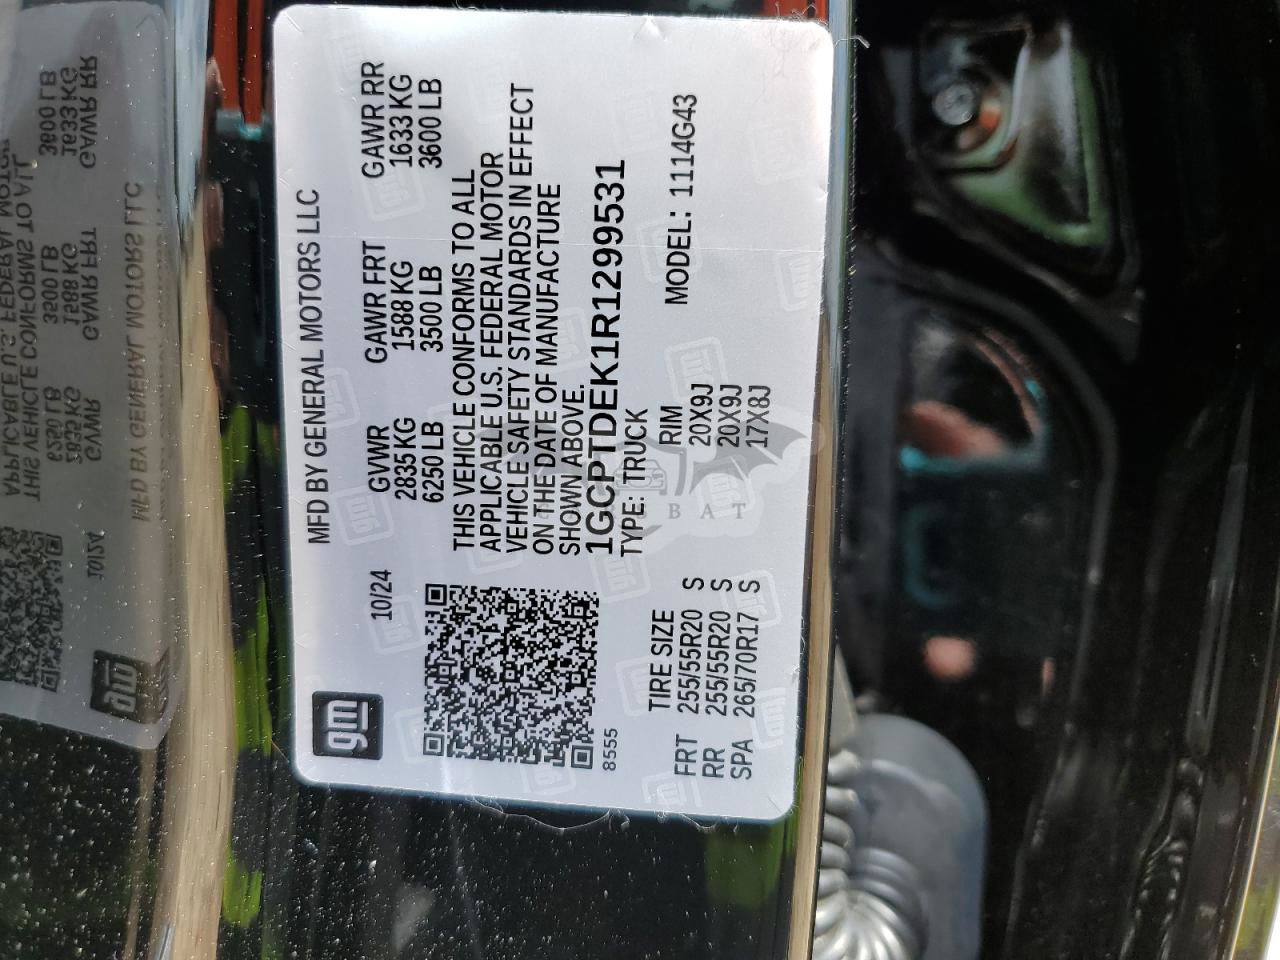 MFD BY GENERAL MOTORS LLC
gm
10/24
GVWR GAWR FRT GAWR RR
2835 KG 1588 KG 1633 KG
6250 LB 3500 LB 3600 LB
THIS VEHICLE CONFORMS TO ALL
APPLICABLE U.S. FEDERAL MOTOR
VEHICLE SAFETY STANDARDS IN EFFECT
ON THE DATE OF MANUFACTURE
SHOWN ABOVE.
1GCPTDEK1R1299531
8555
TYPE: TRUCK
MODEL: 1114G43
TIRE SIZE RIM
FRT 255/55R20 S 20X9J
RR 255/55R20 S 20X9J
SPA 265/70R17 S 17X8J